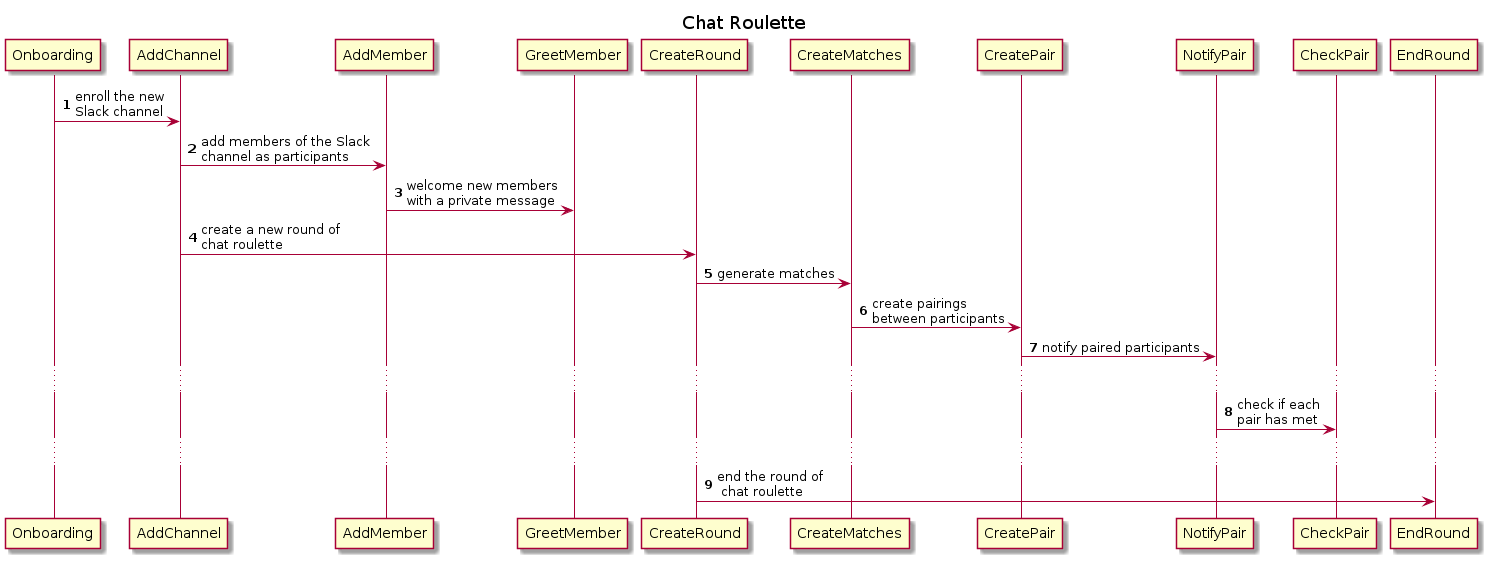 Chat Roulette
Onboarding AddChannel AddMember GreetMember CreateRound CreateMatches CreatePair NotifyPair CheckPair EndRound
1 enroll the new
Slack channel
2 add members of the Slack
channel as participants
3 welcome new members
with a private message
4 create a new round of
chat roulette
5 generate matches
6 create pairings
between participants
7 notify paired participants
8 check if each
pair has met
9 end the round of
chat roulette
Onboarding AddChannel AddMember GreetMember CreateRound CreateMatches CreatePair NotifyPair CheckPair EndRound